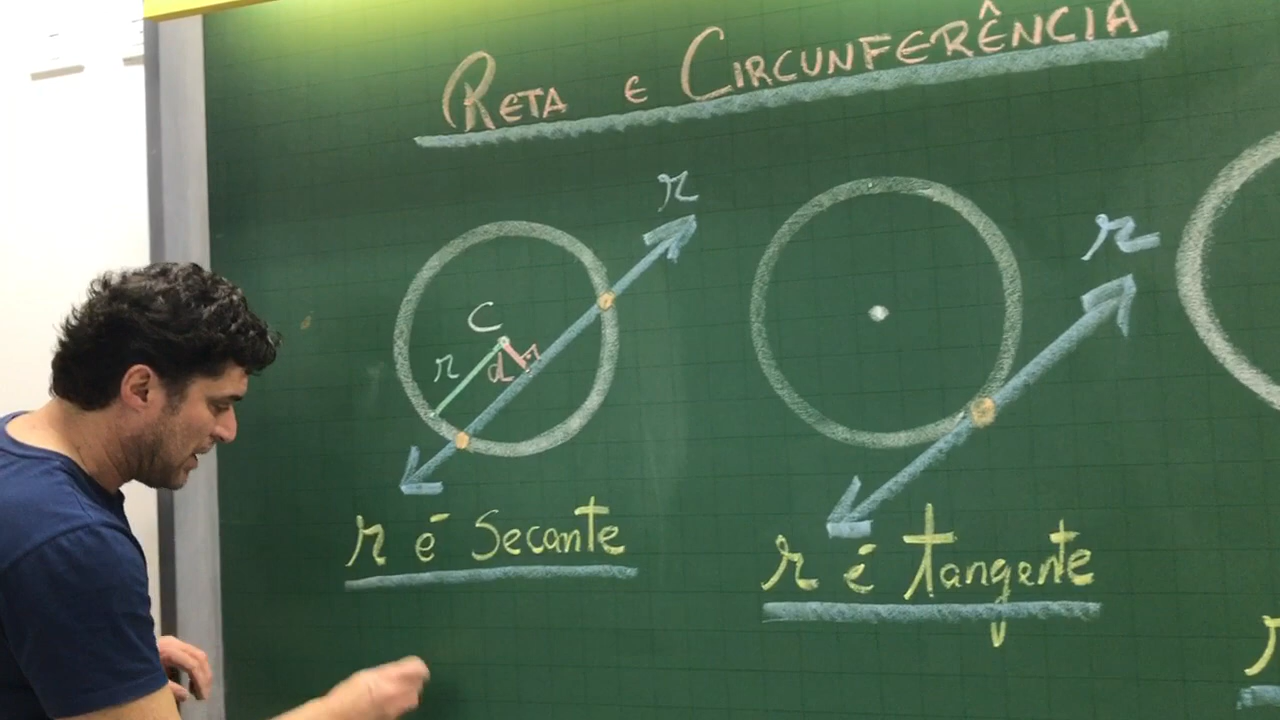 RETA E CIRCUNFERÊNCIA
r
C
r
d
r é secante
r
r é tangente
r